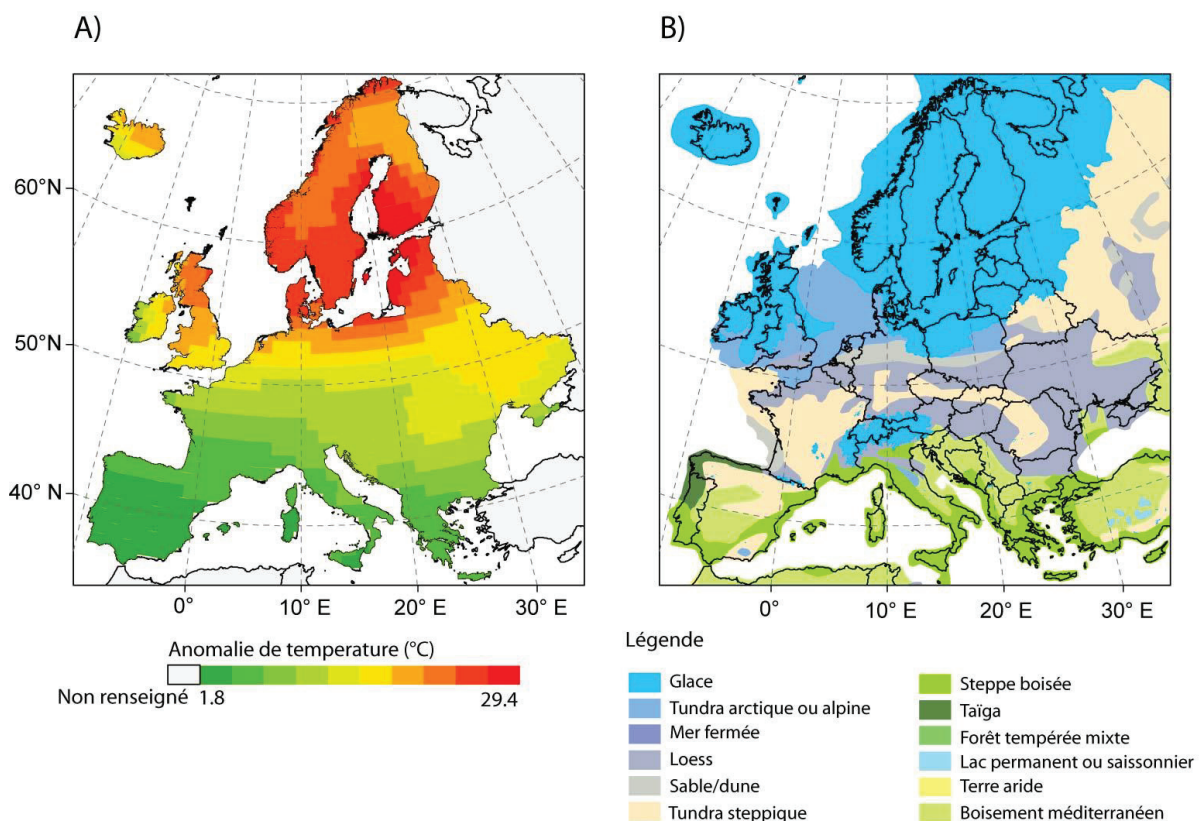 A)
60°N
50°N
40° N
0°
10° E
20° E
30° E
Anomalie de temperature (°C)
Non renseigné
1.8
29.4
B)
0°
10° E
20° E
30° E
Légende
Glace
Tundra arctique ou alpine
Mer fermée
Loess
Sable/dune
Tundra steppique
Steppe boisée
Taïga
Forêt tempérée mixte
Lac permanent ou saissonnier
Terre aride
Boisement méditerranéen